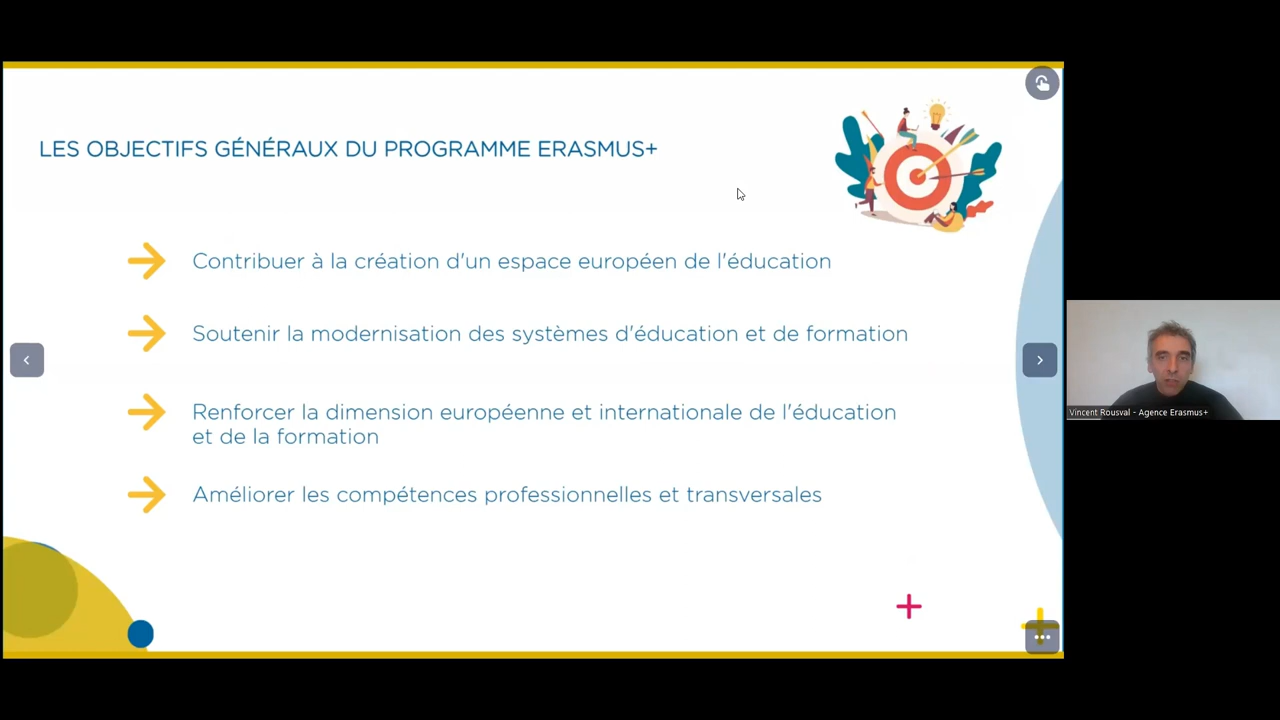 LES OBJECTIFS GÉNÉRAUX DU PROGRAMME ERASMUS+
Contribuer à la création d'un espace européen de l'éducation
Soutenir la modernisation des systèmes d'éducation et de formation
Renforcer la dimension européenne et internationale de l'éducation
et de la formation
Améliorer les compétences professionnelles et transversales
Vincent Rousval - Agence Erasmus+